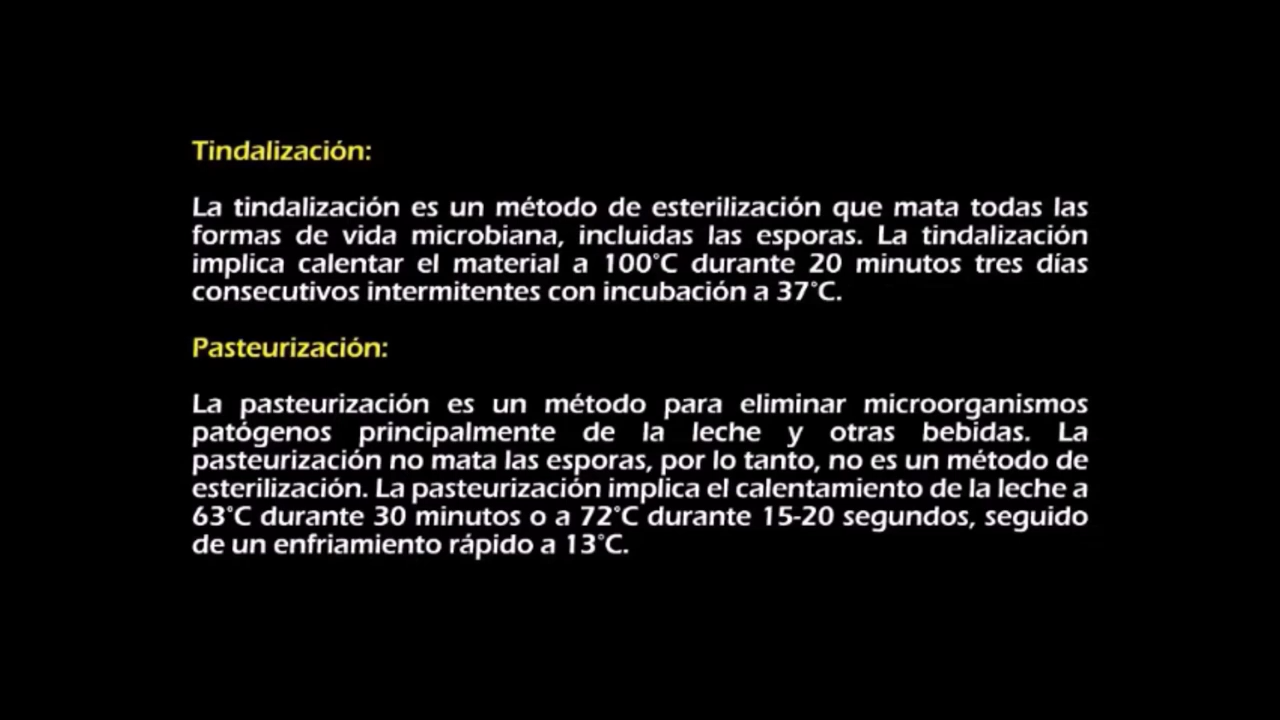 Tindalización:
La tindalización es un método de esterilización que mata todas las
formas de vida microbiana, incluidas las esporas. La tindalización
implica calentar el material a 100°C durante 20 minutos tres días
consecutivos intermitentes con incubación a 37°C.
Pasteurización:
La pasteurización es un método para eliminar microorganismos
patógenos principalmente de la leche y otras bebidas. La
pasteurización no mata las esporas, por lo tanto, no es un método de
esterilización. La pasteurización implica el calentamiento de la leche a
63°C durante 30 minutos o a 72°C durante 15-20 segundos, seguido
de un enfriamiento rápido a 13°C.